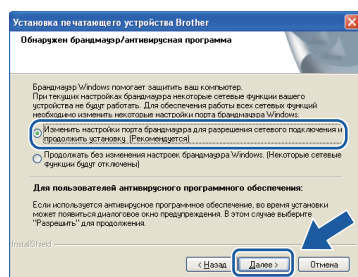 Установка печатающего устройства Brother
Обнаружен брандмауэр/антивирусная программа
Брандмауэр Windows помогает защитить ваш компьютер.
При текущих настройках брандмауэра некоторые сетевые функции вашего
устройства не будут работать. Для обеспечения работы всех сетевых функций
необходимо изменить некоторые настройки порта брандмауэра Windows.
Изменить настройки порта брандмауэра для разрешения сетевого подключения и
продолжить установку. (Рекомендуется)
Продолжать без изменения настроек брандмауэра Windows. (Некоторые сетевые
функции будут отключены)
Для пользователей антивирусного программного обеспечения:
Если используется антивирусное программное обеспечение, во время установки
может появиться диалоговое окно предупреждения. В этом случае выберите
"Разрешить" для продолжения.
InstallShield
< Назад
Далее >
Отмена